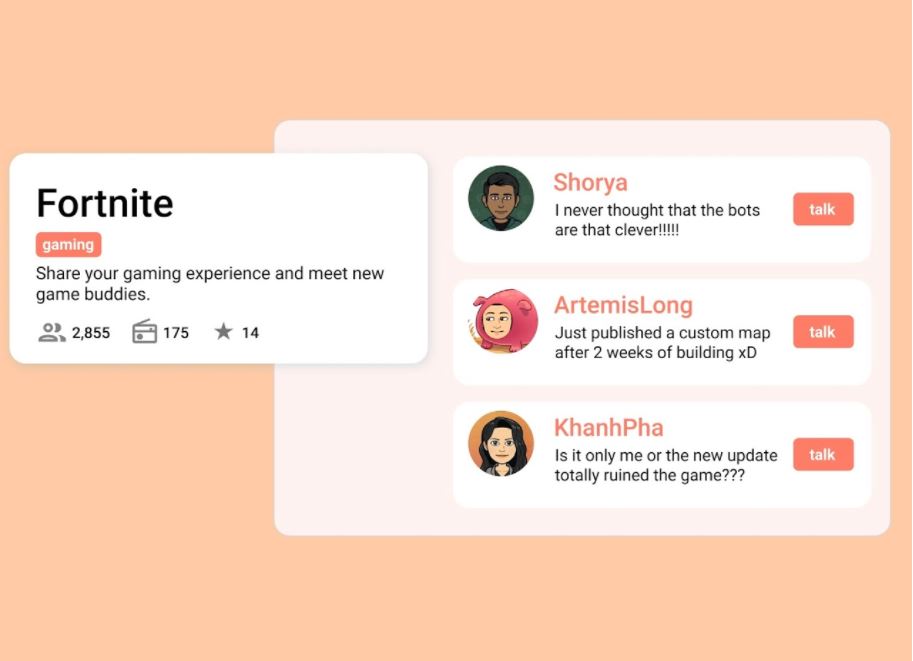 Fortnite
gaming
Share your gaming experience and meet new
game buddies.
2,855 175 14
Shorya
I never thought that the bots
are that clever!!!!!
talk
ArtemisLong
Just published a custom map
after 2 weeks of building xD
talk
KhanhPha
Is it only me or the new update
totally ruined the game???
talk